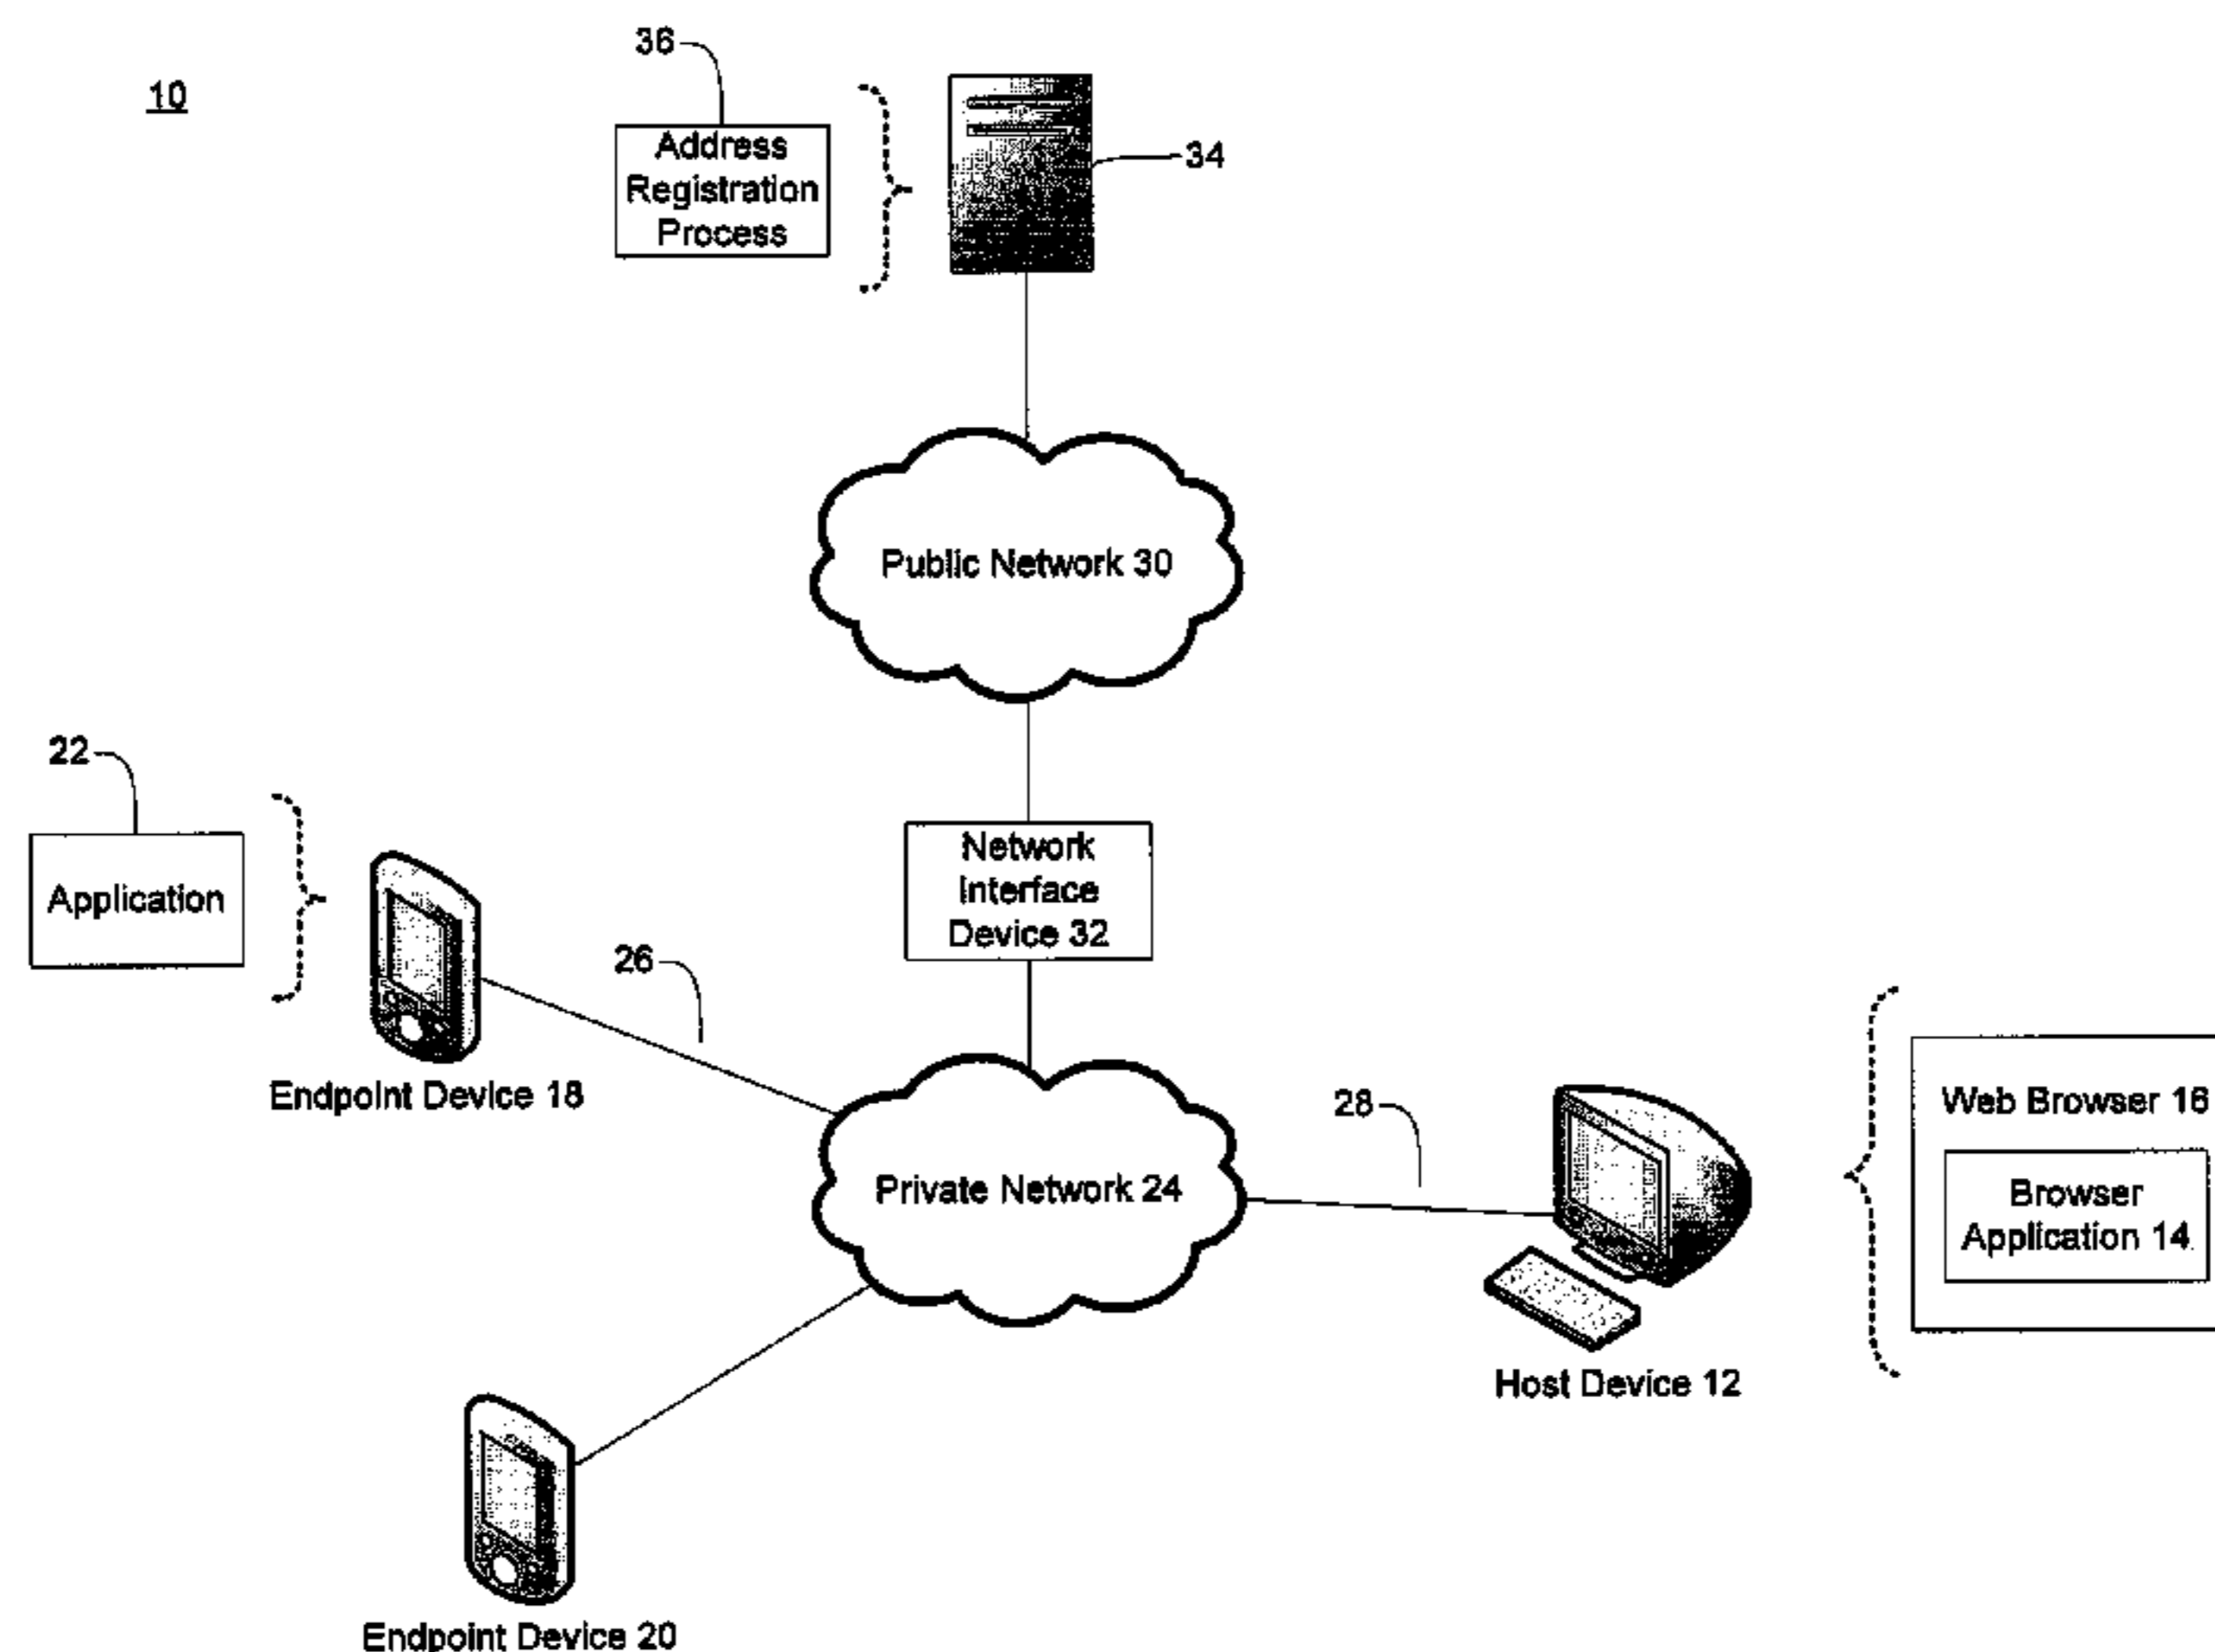 10
36
Address
Registration
Process
34
Public Network 30
22
Application
Network
Interface
Device 32
26
Endpoint Device 18
Private Network 24
28
Web Browser 16
Browser
Application 14
Host Device 12
Endpoint Device 20